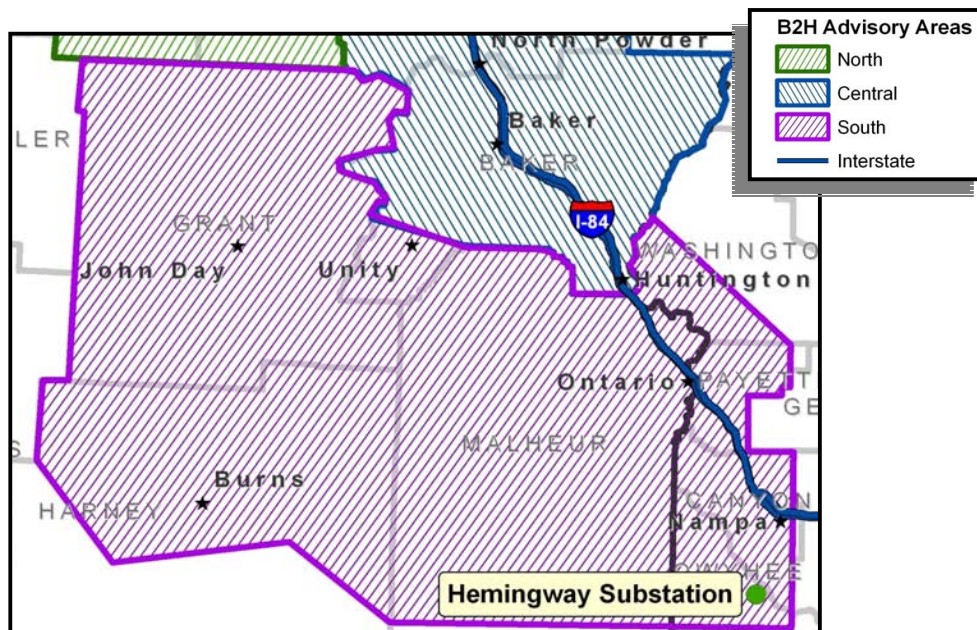 B2H Advisory Areas
North
Central
South
Interstate
North Powder
Baker
BAKER
LER
I-84
GRANT
WASHINGTO
John Day
Unity
Huntington
Ontario
PAYETT
GE
MALHEUR
S
Burns
HARNEY
CANYON
Nampa
OWYHEE
Hemingway Substation